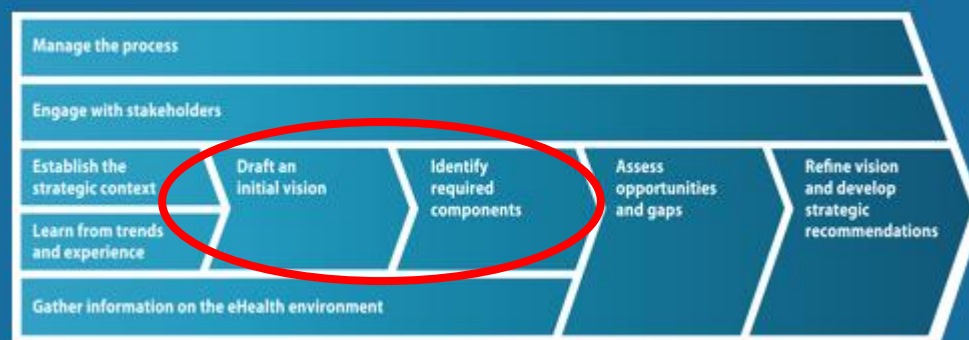 Manage the process
Engage with stakeholders
Establish the
strategic context
Learn from trends
and experience
Draft an
initial vision
Identify
required
components
Assess
opportunities
and gaps
Refine vision
and develop
strategic
recommendations
Gather information on the eHealth environment